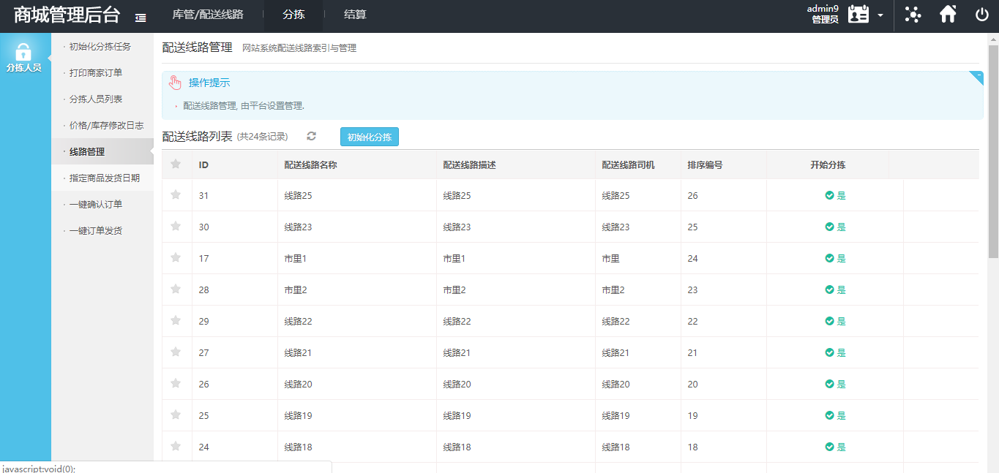 商城管理后台 库管/配送线路 分拣 结算 admin9
管理员
分拣人员
· 初始化分拣任务
· 打印商家订单
· 分拣人员列表
· 价格/库存修改日志
· 线路管理
· 指定商品发货日期
· 一键确认订单
· 一键订单发货
配送线路管理 网站系统配送线路索引与管理
操作提示
· 配送线路管理, 由平台设置管理.
配送线路列表 (共24条记录) 初始化分拣
ID 配送线路名称 配送线路描述 配送线路司机 排序编号 开始分拣
31 线路25 线路25 线路25 26 是
30 线路23 线路23 线路23 25 是
17 市里1 市里1 市里 24 是
28 市里2 市里2 市里2 23 是
29 线路22 线路22 线路22 22 是
27 线路21 线路21 线路21 21 是
26 线路20 线路20 线路20 20 是
25 线路19 线路19 线路19 19 是
24 线路18 线路18 线路18 18 是
javascript:void(0);